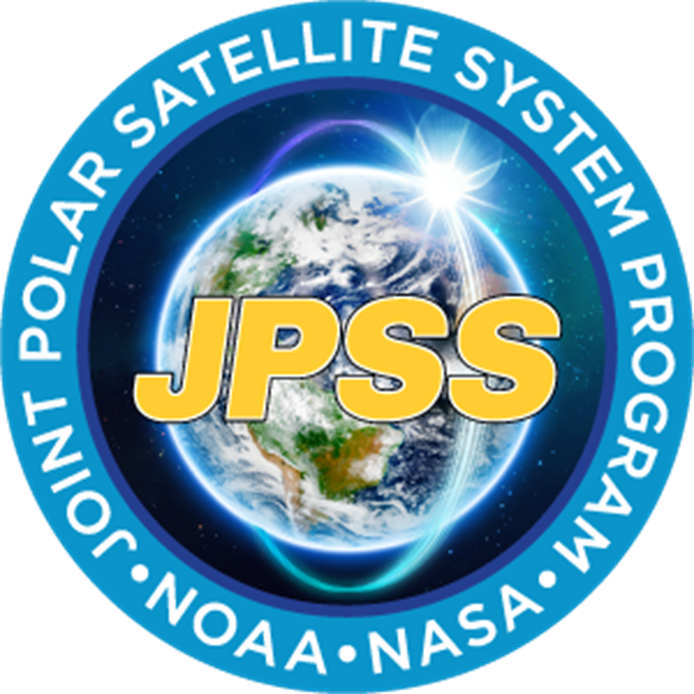 JOINT POLAR SATELLITE SYSTEM PROGRAM
JPSS
•NOAA•NASA•